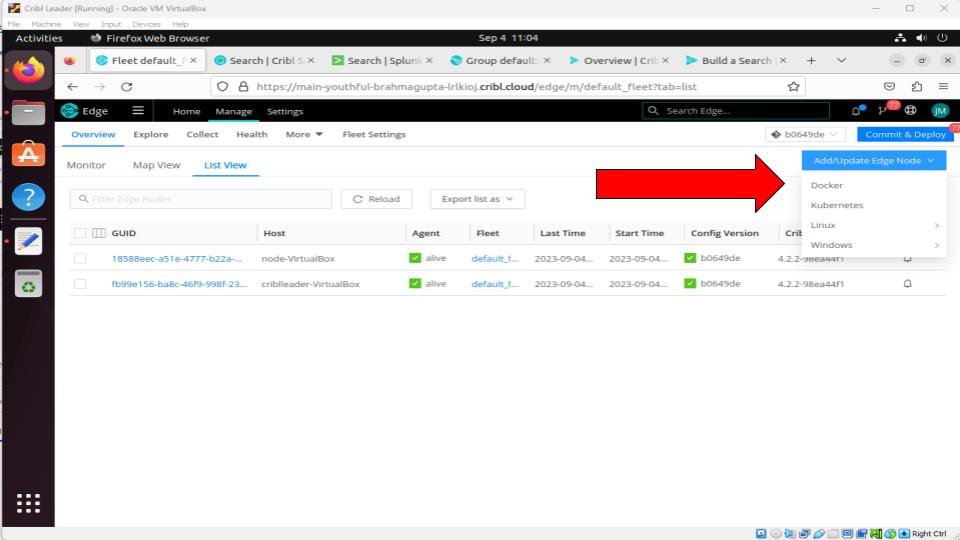 Cribl Leader [Running] - Oracle VM VirtualBox
File Machine View Input Devices Help
Activities Firefox Web Browser Sep 4 11:04
Fleet default_f Search | Cribl S Search | Splunk Group default: Overview | Crib Build a Search |
https://main-youthful-brahmagupta-lrlkioj.cribl.cloud/edge/m/default_fleet?tab=list
Edge Home Manage Settings Search Edge... 77 JM
Overview Explore Collect Health More Fleet Settings b0649de Commit & Deploy 77
Monitor Map View List View Add/Update Edge Node
Docker
Filter Edge Nodes Reload Export list as
Kubernetes
Linux
GUID Host Agent Fleet Last Time Start Time Config Version Crib
Windows
18588eec-a51e-4777-b22a-... node-VirtualBox alive default_f... 2023-09-04... 2023-09-04... b0649de 4.2.2-98ea44f1
fb99e156-ba8c-46f9-998f-23... criblleader-VirtualBox alive default_f... 2023-09-04... 2023-09-04... b0649de 4.2.2-98ea44f1
Right Ctrl